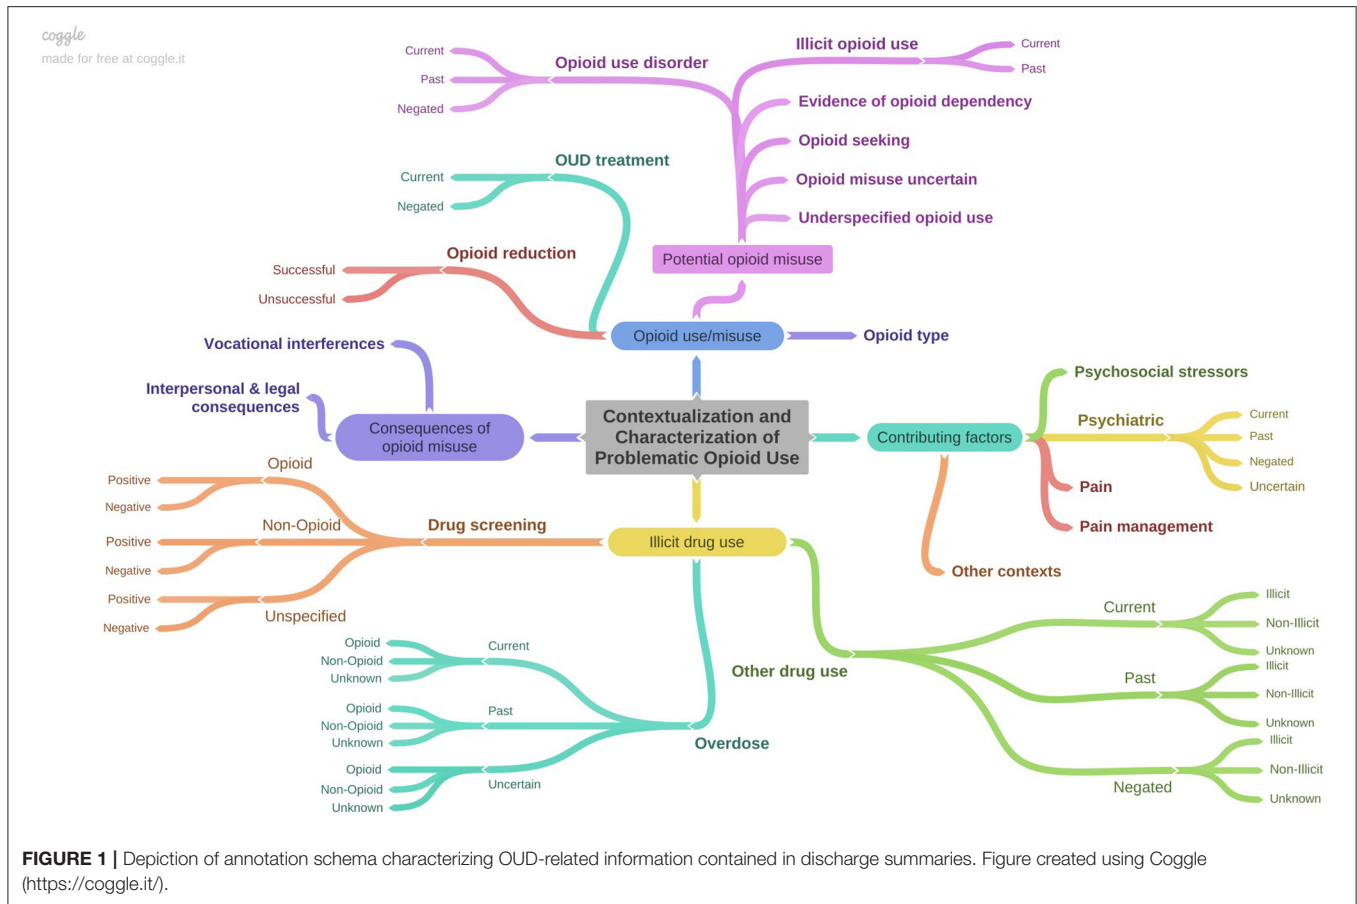 coggle
made for free at coggle.it
Current
Past
Negated
Opioid use disorder
Illicit opioid use
Current
Past
Evidence of opioid dependency
Opioid seeking
Opioid misuse uncertain
Underspecified opioid use
Potential opioid misuse
OUD treatment
Current
Negated
Opioid reduction
Successful
Unsuccessful
Opioid use/misuse
Opioid type
Vocational interferences
Interpersonal & legal
consequences
Consequences of
opioid misuse
Contextualization and
Characterization of
Problematic Opioid Use
Contributing factors
Psychosocial stressors
Psychiatric
Current
Past
Negated
Uncertain
Pain
Pain management
Other contexts
Illicit drug use
Drug screening
Opioid
Positive
Negative
Non-Opioid
Positive
Negative
Unspecified
Positive
Negative
Overdose
Current
Opioid
Non-Opioid
Unknown
Past
Opioid
Non-Opioid
Unknown
Uncertain
Opioid
Non-Opioid
Unknown
Other drug use
Current
Illicit
Non-Illicit
Unknown
Past
Illicit
Non-Illicit
Unknown
Negated
Illicit
Non-Illicit
Unknown
FIGURE 1 | Depiction of annotation schema characterizing OUD-related information contained in discharge summaries. Figure created using Coggle
(https://coggle.it/).